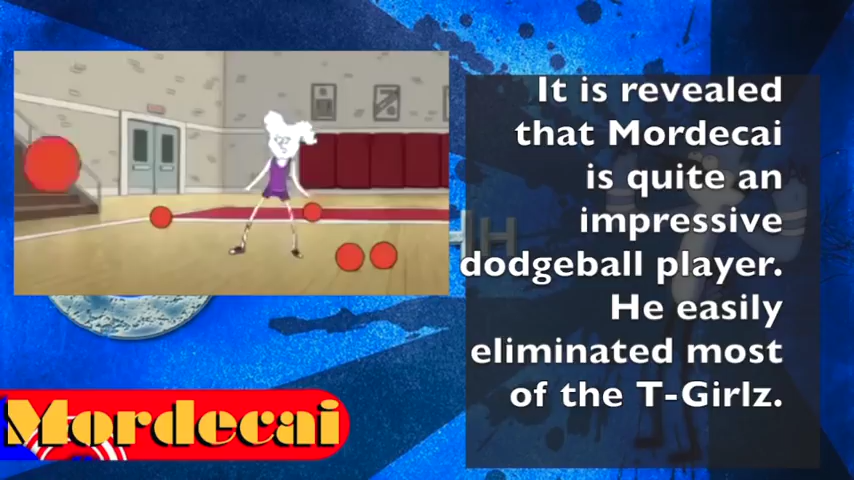 It is revealed
that Mordecai
is quite an
impressive
dodgeball player.
He easily
eliminated most
of the T-Girlz.
Mordecai